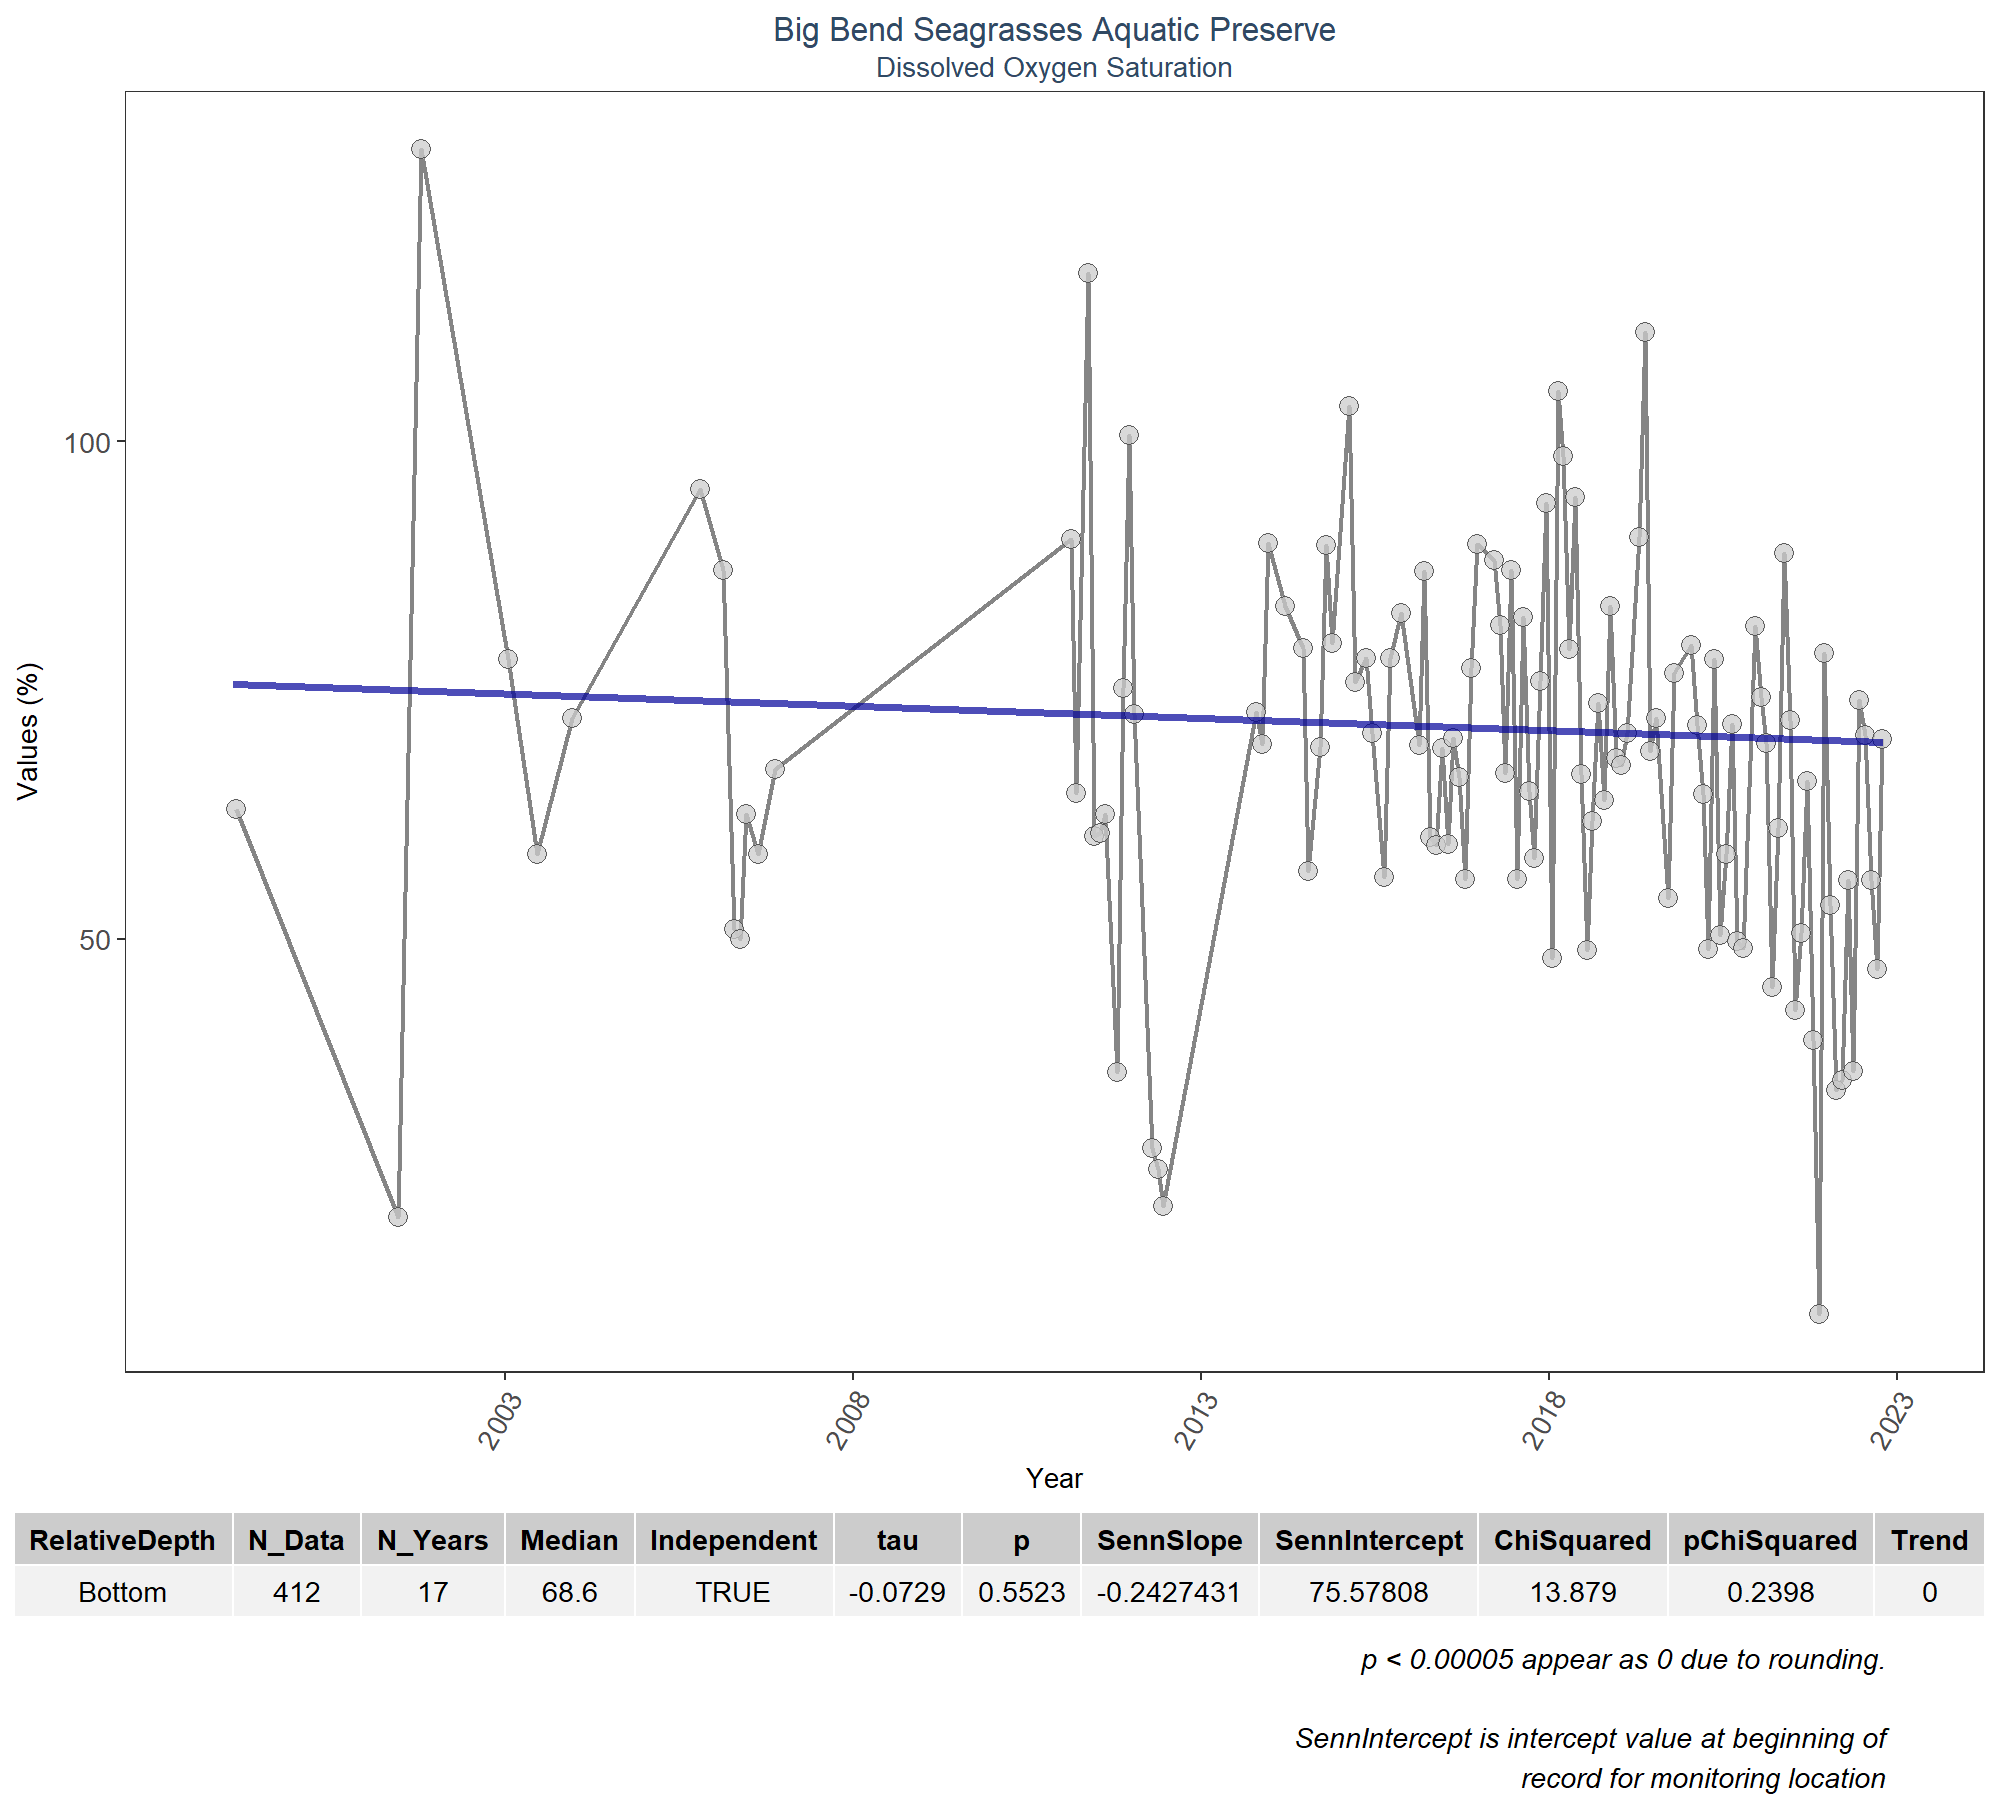 Big Bend Seagrasses Aquatic Preserve
Dissolved Oxygen Saturation
Values (%)
100
50
2003 2008 2013 2018 2023
Year
RelativeDepth N_Data N_Years Median Independent tau p SennSlope SennIntercept ChiSquared pChiSquared Trend
Bottom 412 17 68.6 TRUE -0.0729 0.5523 -0.2427431 75.57808 13.879 0.2398 0
p < 0.00005 appear as 0 due to rounding.
SennIntercept is intercept value at beginning of
record for monitoring location